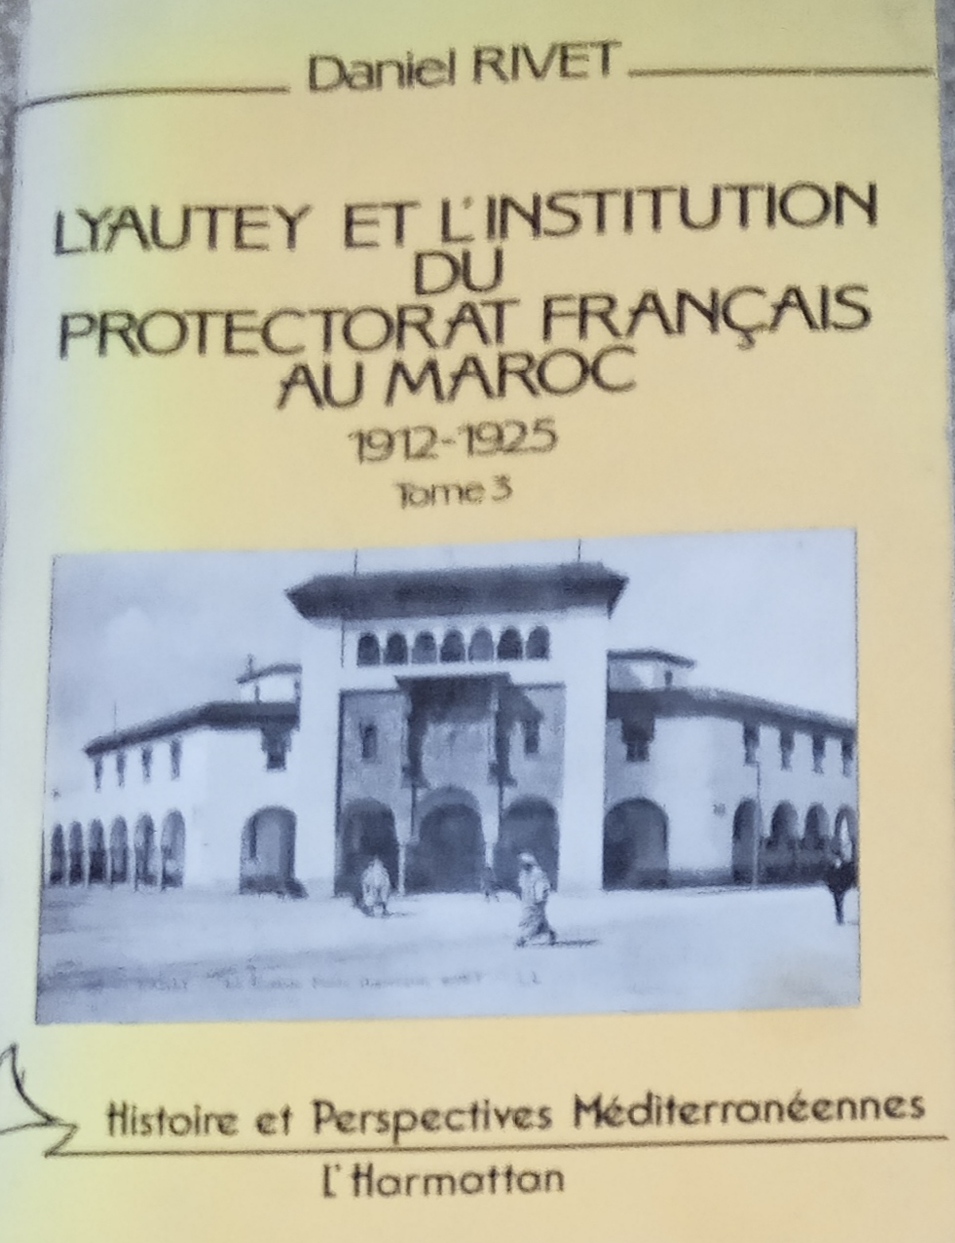 Daniel RIVET
LYAUTEY ET L'INSTITUTION
DU
PROTECTORAT FRANÇAIS
AU MAROC
1912-1925
Tome 3
Histoire et Perspectives Méditerranéennes
L'Harmattan